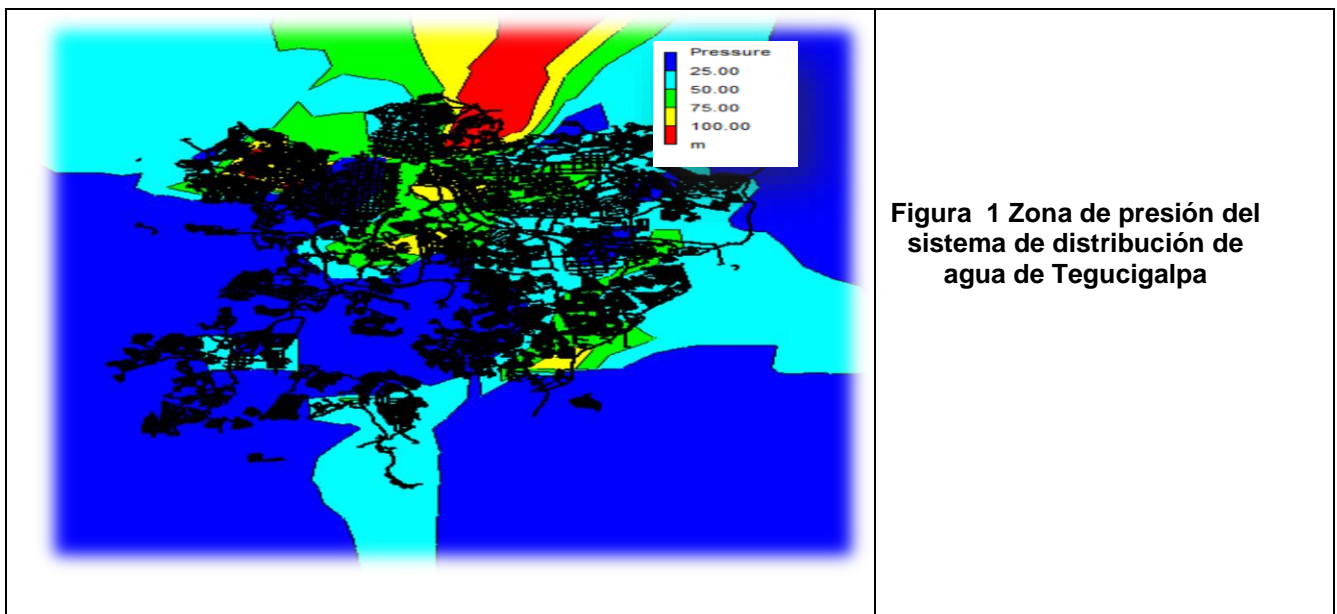 Pressure
25.00
50.00
75.00
100.00
m
Figura 1 Zona de presión del
sistema de distribución de
agua de Tegucigalpa